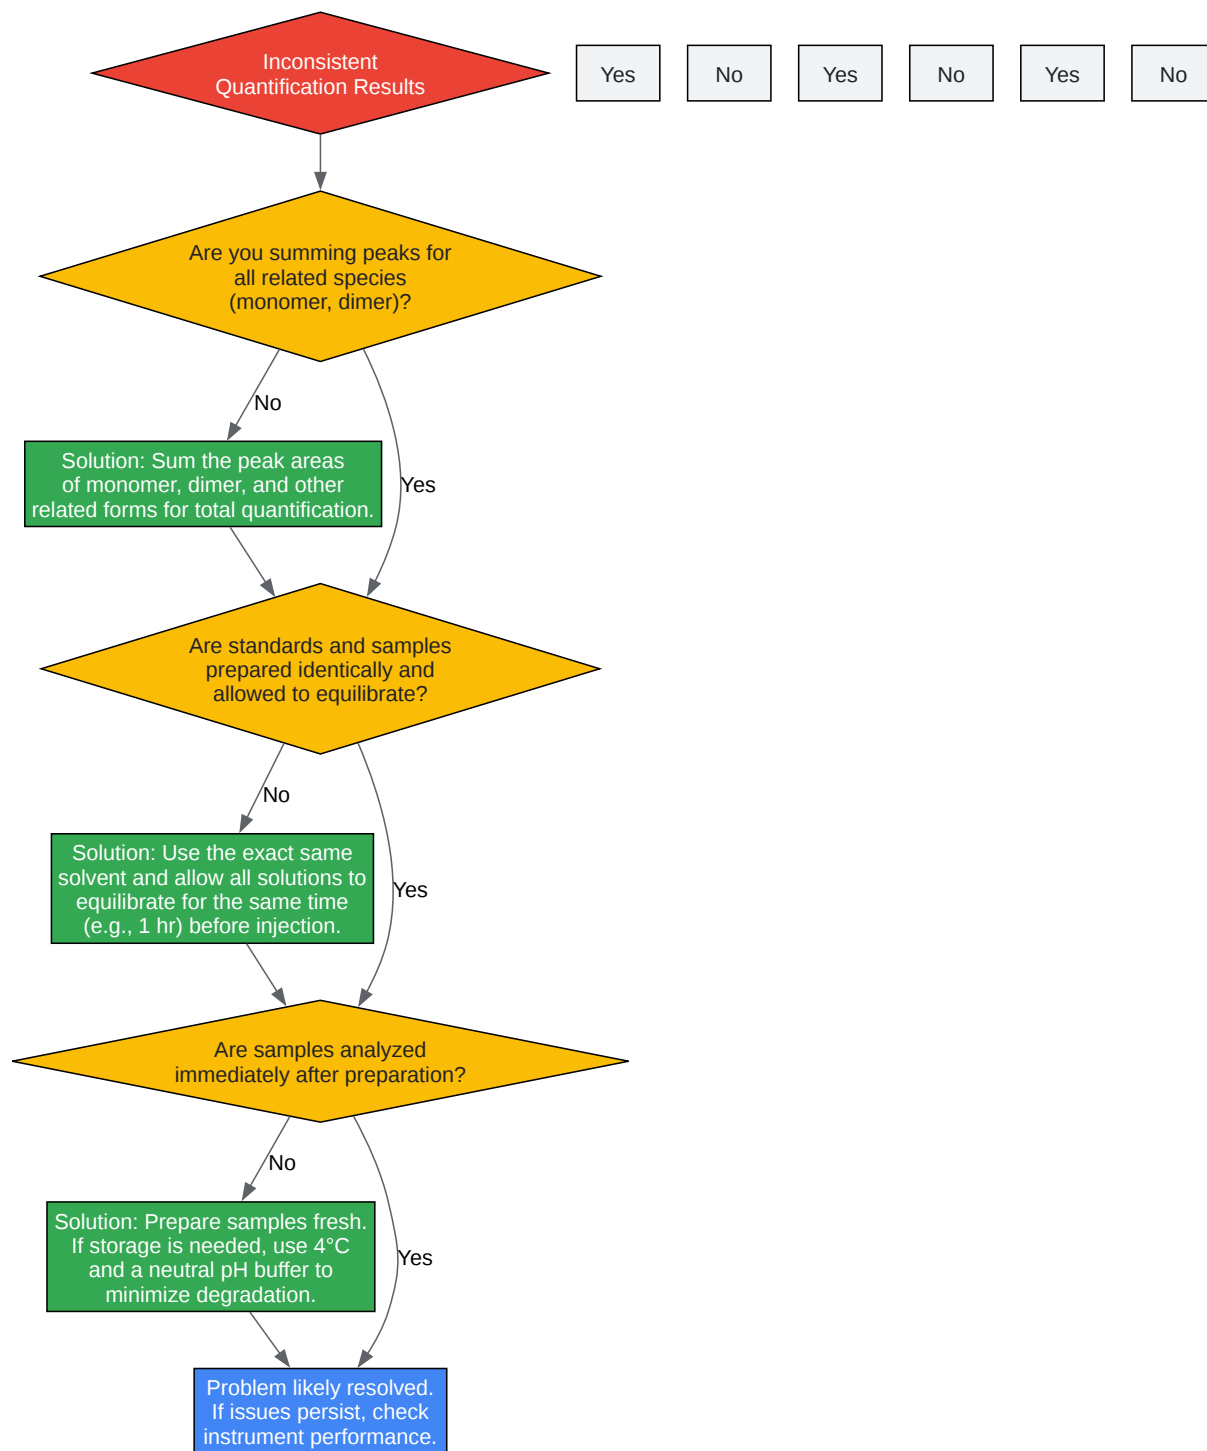 Inconsistent
Quantification Results
Yes
No
Yes
No
Yes
No
Are you summing peaks for
all related species
(monomer, dimer)?
No
Solution: Sum the peak areas
of monomer, dimer, and other
related forms for total quantification.
Yes
Are standards and samples
prepared identically and
allowed to equilibrate?
No
Solution: Use the exact same
solvent and allow all solutions to
equilibrate for the same time
(e.g., 1 hr) before injection.
Yes
Are samples analyzed
immediately after preparation?
No
Solution: Prepare samples fresh.
If storage is needed, use 4°C
and a neutral pH buffer to
minimize degradation.
Yes
Problem likely resolved.
If issues persist, check
instrument performance.